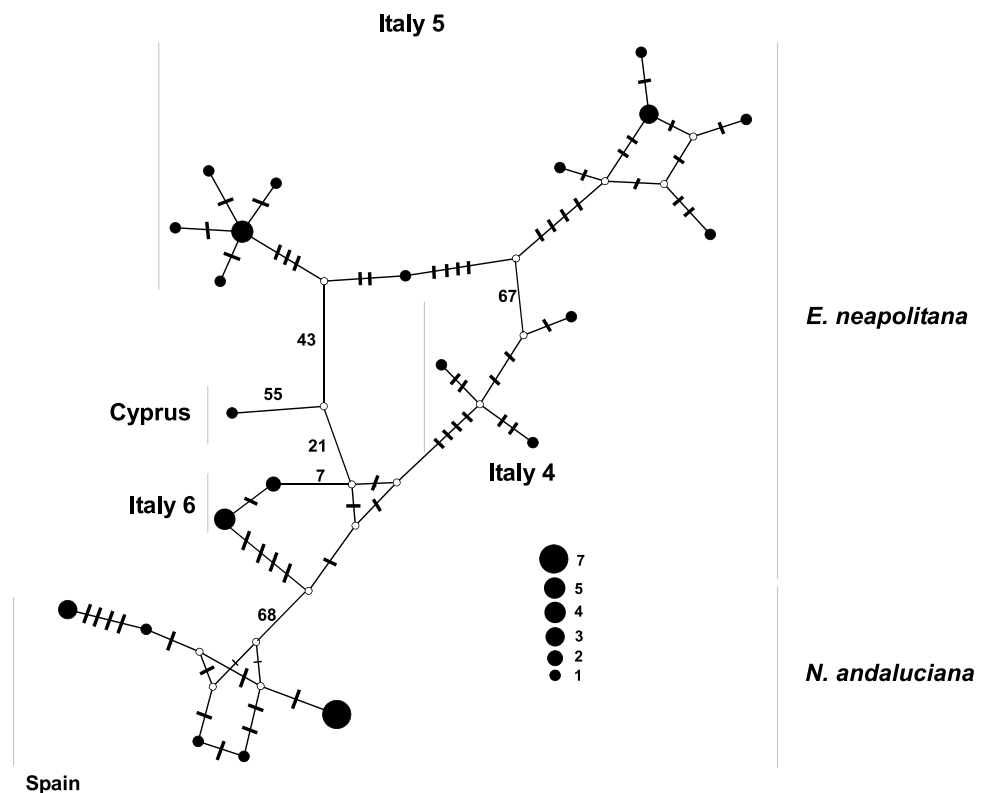 Italy 5
67
E. neapolitana
43
55
Cyprus
21
7
Italy 4
Italy 6
7
5
4
3
2
1
68
N. andaluciana
Spain